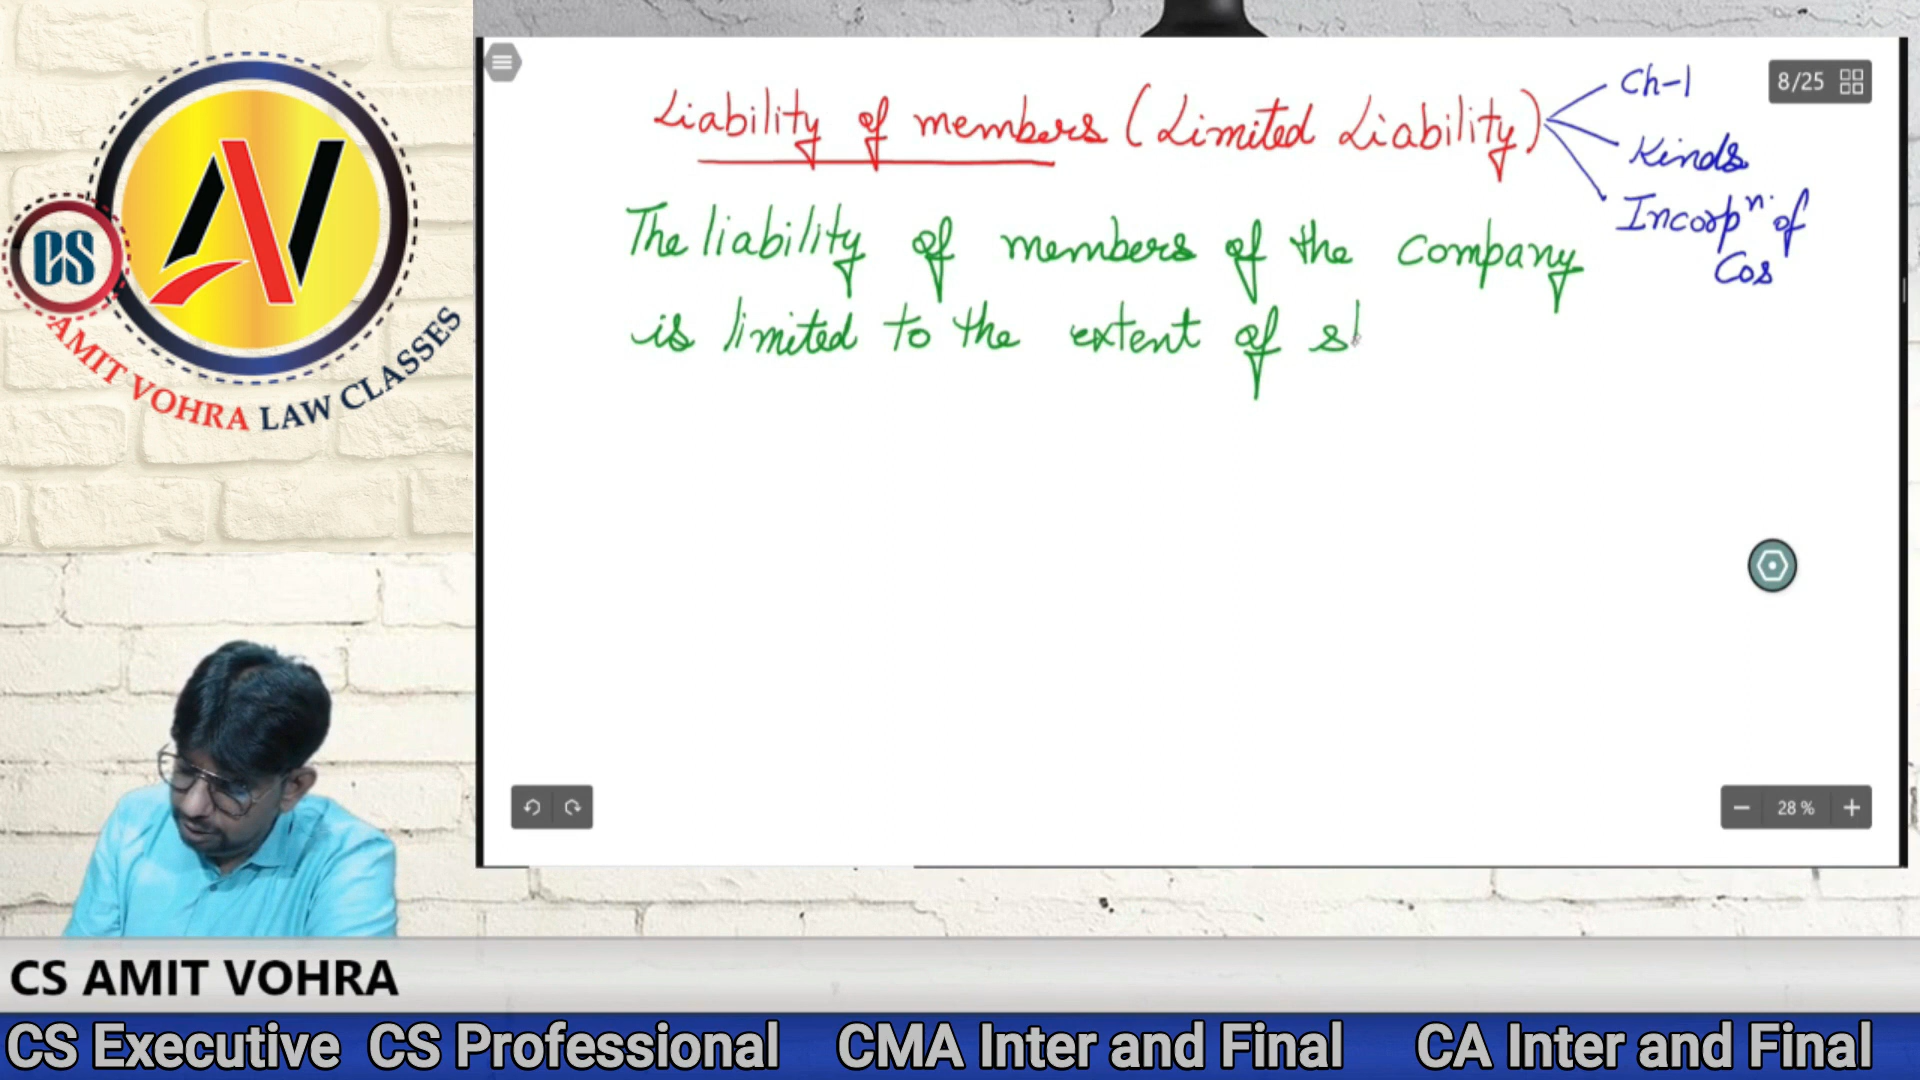 CS
AMIT VOHRA LAW CLASSES
Liability of members (Limited Liability)
Ch-1
Kinds
Incorpⁿ. of
Cos
8/25
The liability of members of the company
is limited to the extent of sh
28 %
CS AMIT VOHRA
CS Executive CS Professional CMA Inter and Final CA Inter and Final